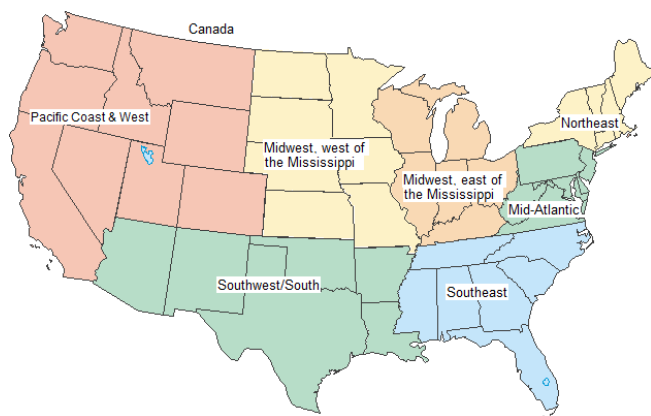 Canada
Pacific Coast & West
Midwest, west of
the Mississippi
Northeast
Midwest, east of
the Mississippi
Mid-Atlantic
Southwest/South
Southeast